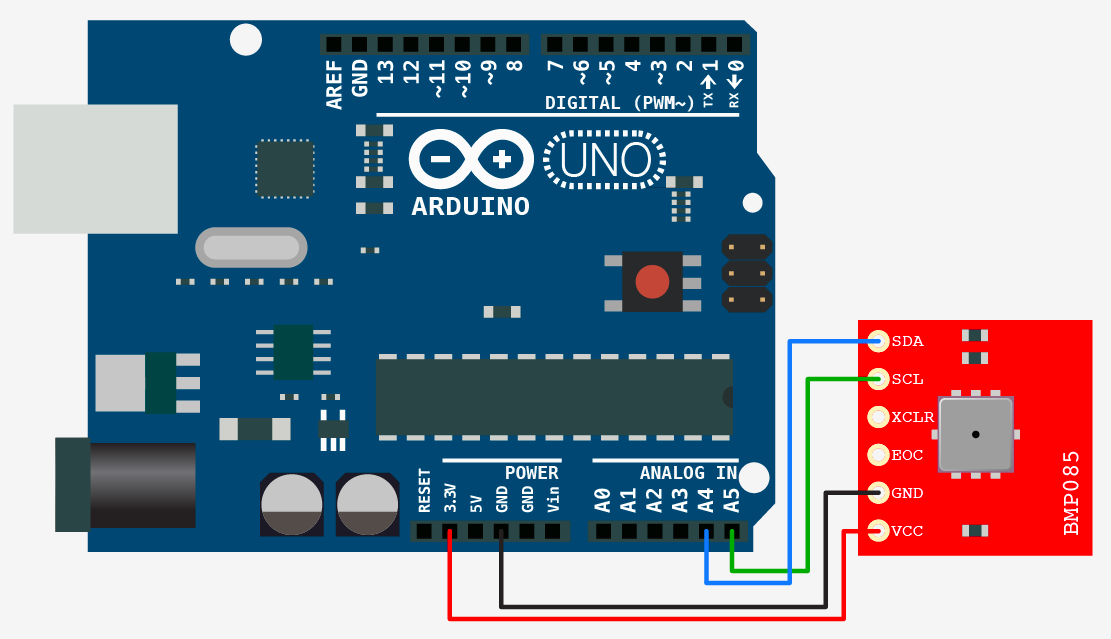 AREF GND 13 12 ~11 ~10 ~9 8 7 ~6 ~5 4 ~3 2 TX→1 RX←0
DIGITAL (PWM~)
UNO
ARDUINO
SDA
SCL
XCLR
EOC
GND
VCC
BMP085
POWER
ANALOG IN
RESET 3.3V 5V GND GND Vin A0 A1 A2 A3 A4 A5